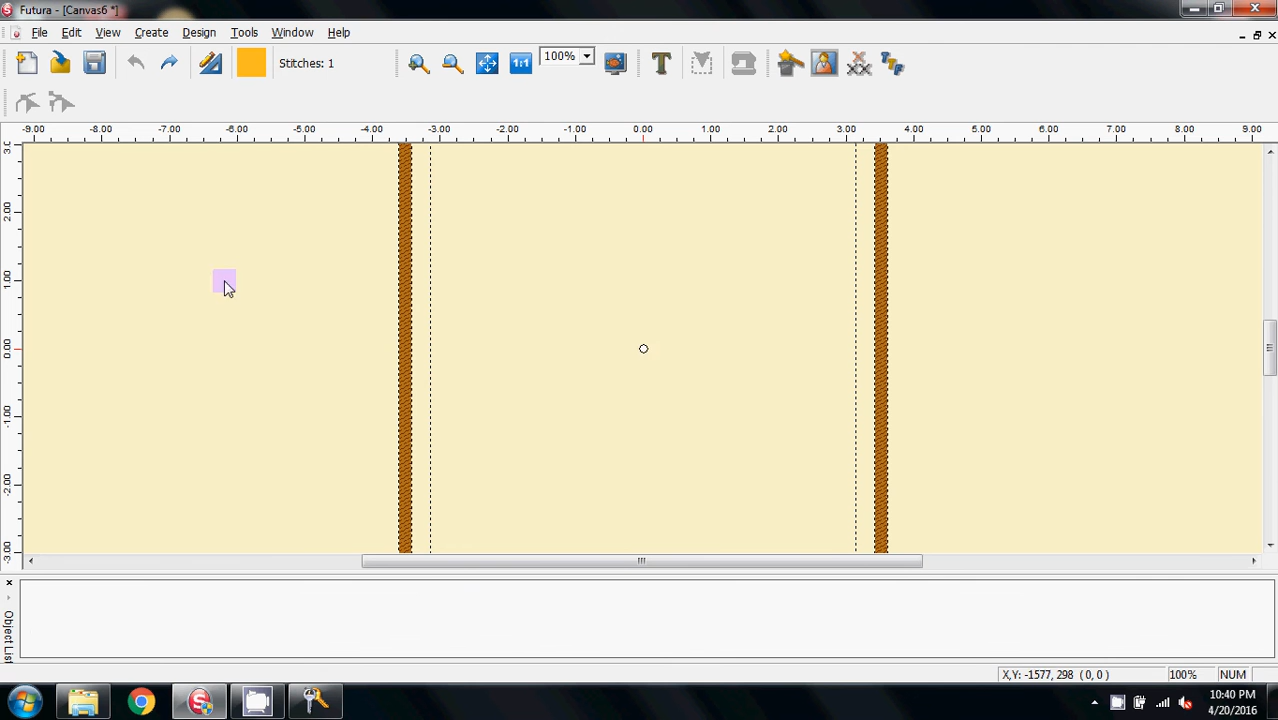 Futura - [Canvas6 *]
File Edit View Create Design Tools Window Help
Stitches: 1
1:1
100%
T
-9.00 -8.00 -7.00 -6.00 -5.00 -4.00 -3.00 -2.00 -1.00 0.00 1.00 2.00 3.00 4.00 5.00 6.00 7.00 8.00 9.00
2.00
1.00
0.00
-1.00
-2.00
-3.00
X,Y: -1577, 298 ( 0, 0 )
100%
NUM
10:40 PM
4/20/2016